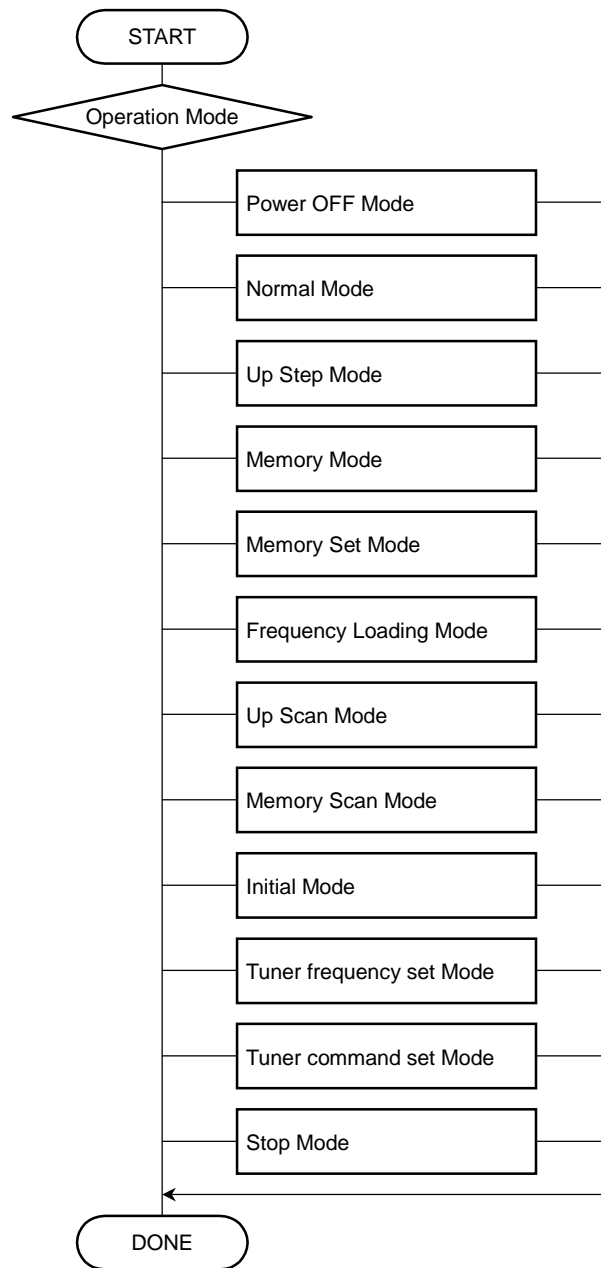 START
Operation Mode
Power OFF Mode
Normal Mode
Up Step Mode
Memory Mode
Memory Set Mode
Frequency Loading Mode
Up Scan Mode
Memory Scan Mode
Initial Mode
Tuner frequency set Mode
Tuner command set Mode
Stop Mode
DONE